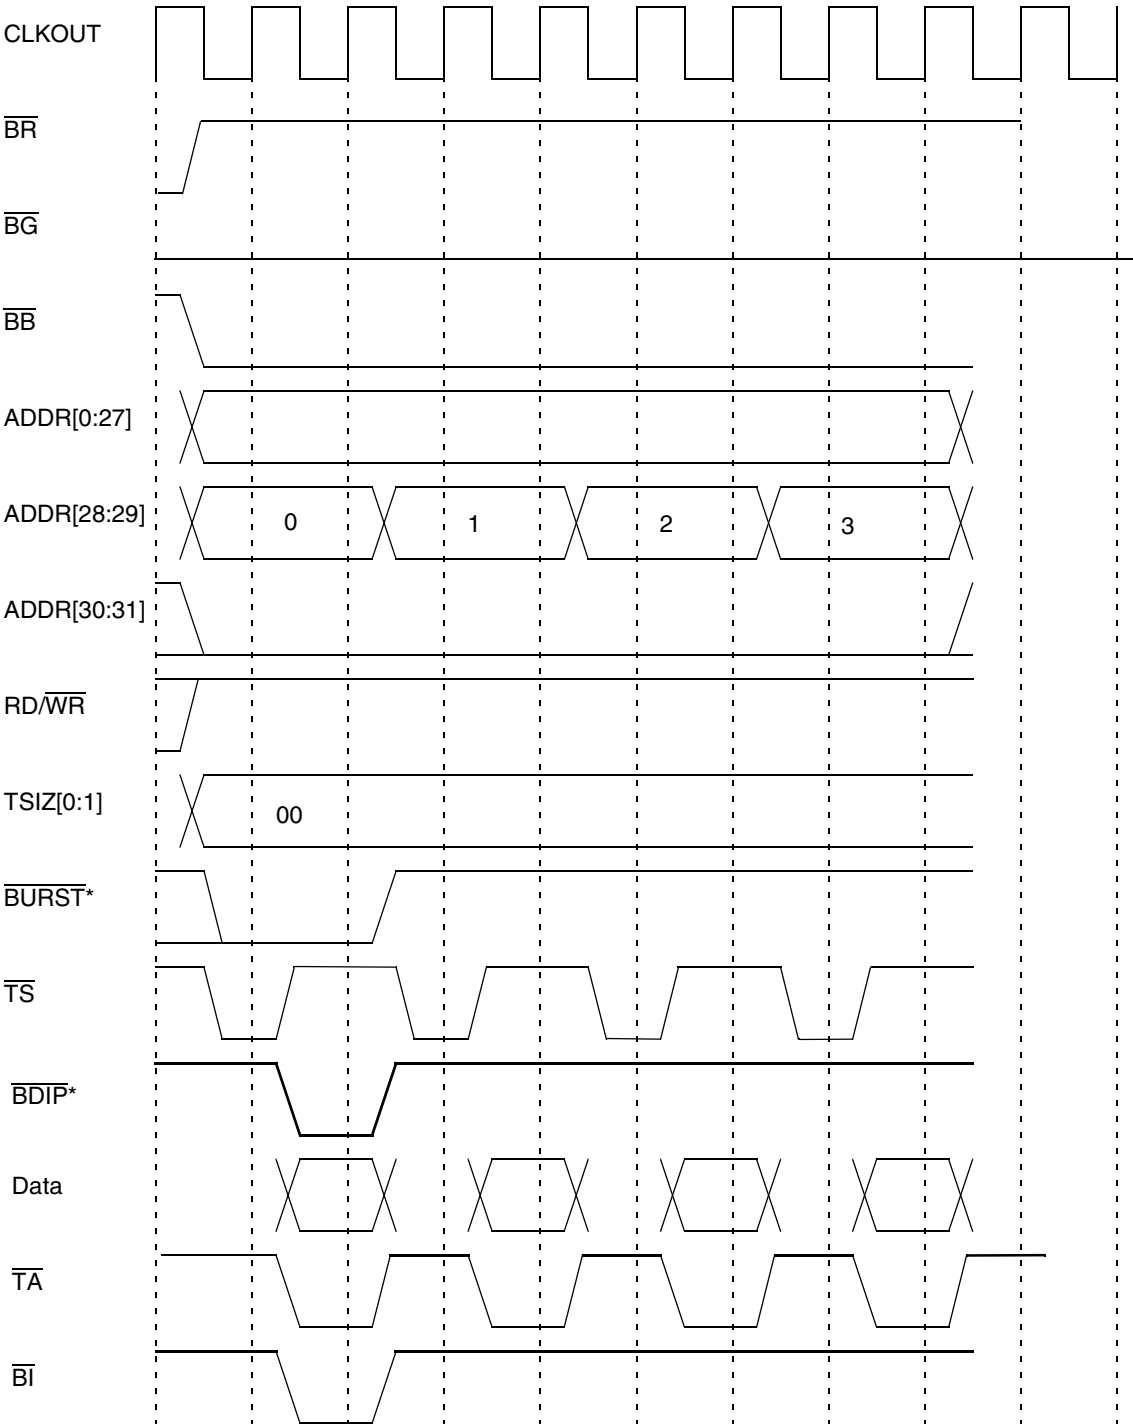 CLKOUT
BR
BG
BB
ADDR[0:27]
ADDR[28:29] 0 1 2 3
ADDR[30:31]
RD/WR
TSIZ[0:1] 00
BURST*
TS
BDIP*
Data
TA
BI